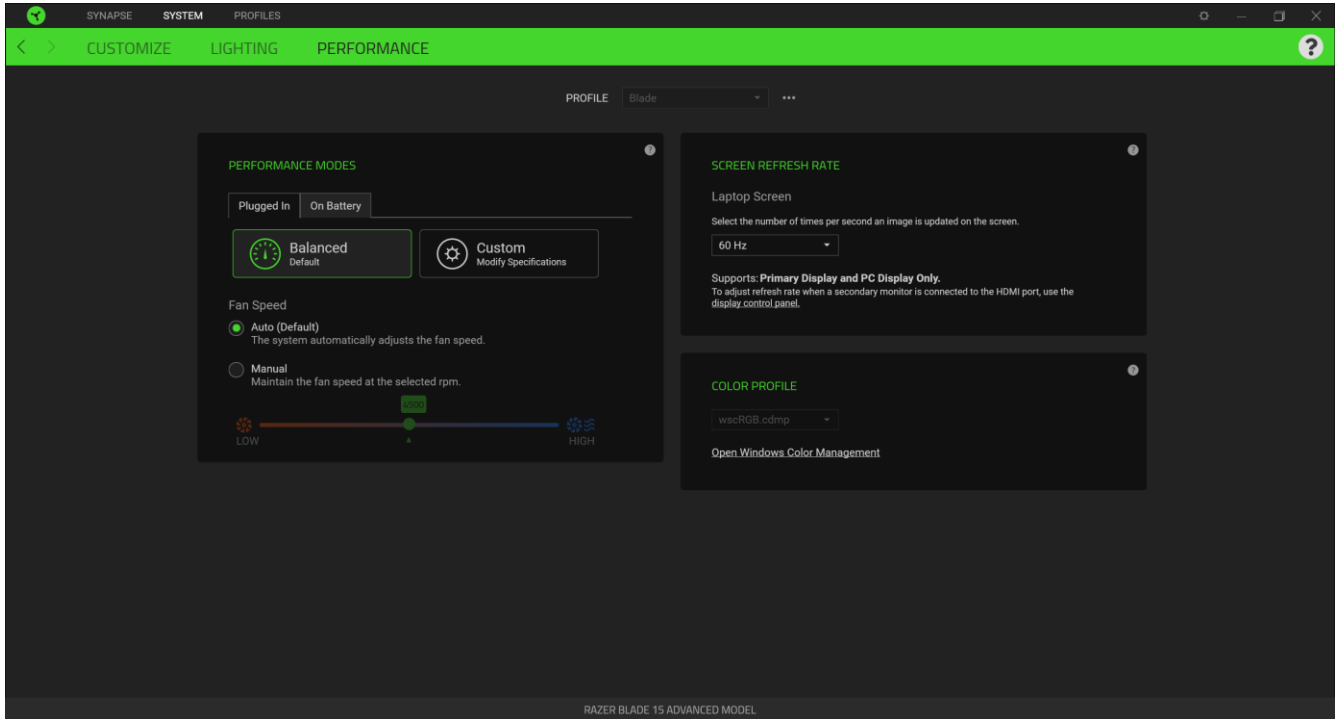 SYNAPSE SYSTEM PROFILES
CUSTOMIZE LIGHTING PERFORMANCE
?
PROFILE Blade
PERFORMANCE MODES
?
Plugged In On Battery
Balanced
Default
Custom
Modify Specifications
Fan Speed
Auto (Default)
The system automatically adjusts the fan speed.
Manual
Maintain the fan speed at the selected rpm.
4500
LOW HIGH
SCREEN REFRESH RATE
?
Laptop Screen
Select the number of times per second an image is updated on the screen.
60 Hz
Supports: Primary Display and PC Display Only.
To adjust refresh rate when a secondary monitor is connected to the HDMI port, use the
display control panel.
COLOR PROFILE
?
wscRGB.cdmp
Open Windows Color Management
RAZER BLADE 15 ADVANCED MODEL